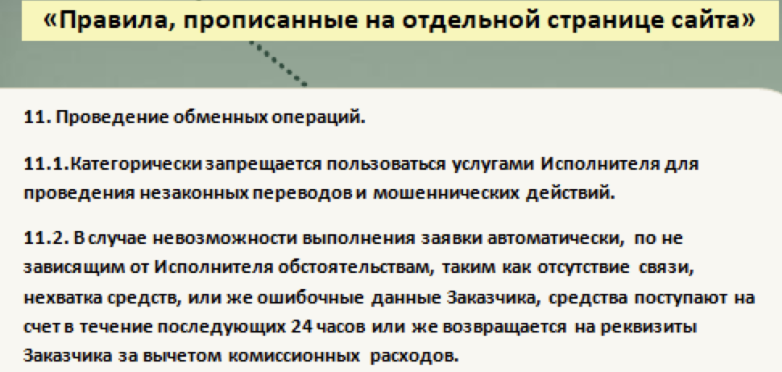 «Правила, прописанные на отдельной странице сайта»
11. Проведение обменных операций.
11.1.Категорически запрещается пользоваться услугами Исполнителя для
проведения незаконных переводов и мошеннических действий.
11.2. В случае невозможности выполнения заявки автоматически, по не
зависящим от Исполнителя обстоятельствам, таким как отсутствие связи,
нехватка средств, или же ошибочные данные Заказчика, средства поступают на
счет в течение последующих 24 часов или же возвращается на реквизиты
Заказчика за вычетом комиссионных расходов.